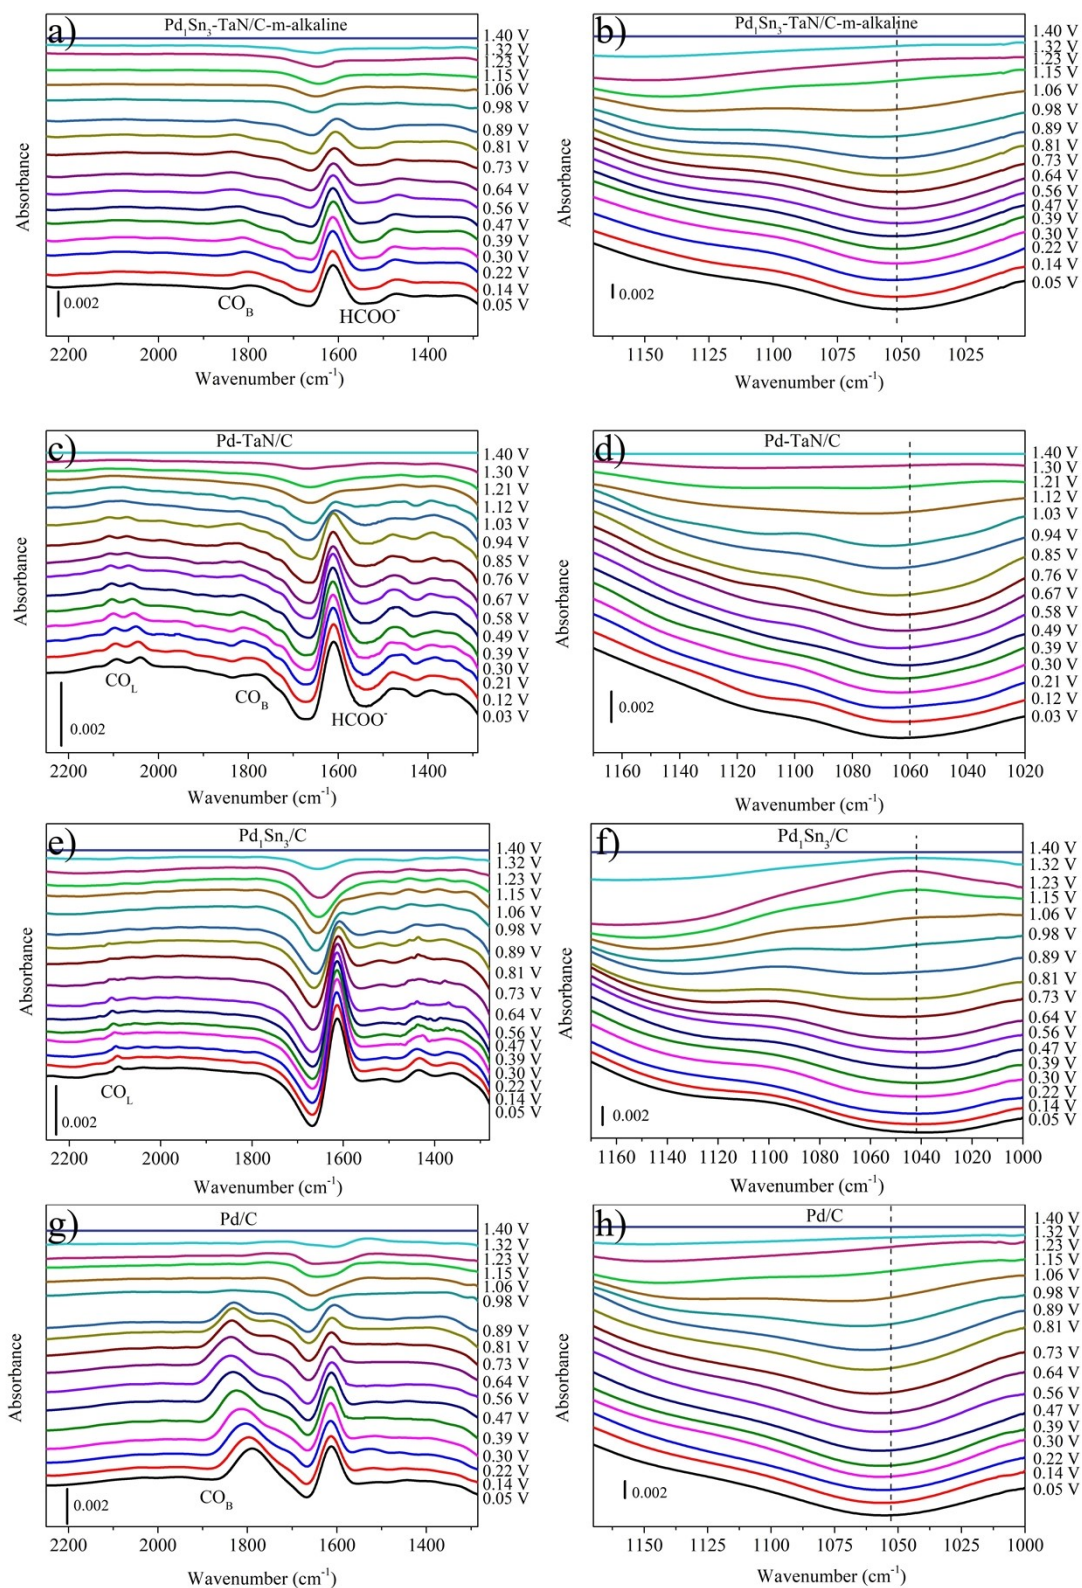 a)
Pd₁Sn₃-TaN/C-m-alkaline
1.40 V
1.32 V
1.23 V
1.15 V
1.06 V
0.98 V
0.89 V
0.81 V
0.73 V
0.64 V
0.56 V
0.47 V
0.39 V
0.30 V
0.22 V
0.14 V
0.05 V
Absorbance
0.002
CO_B
HCOO⁻
2200 2000 1800 1600 1400
Wavenumber (cm⁻¹)
b)
Pd₁Sn₃-TaN/C-m-alkaline
1.40 V
1.32 V
1.23 V
1.15 V
1.06 V
0.98 V
0.89 V
0.81 V
0.73 V
0.64 V
0.56 V
0.47 V
0.39 V
0.30 V
0.22 V
0.14 V
0.05 V
Absorbance
0.002
1150 1125 1100 1075 1050 1025
Wavenumber (cm⁻¹)
c)
Pd-TaN/C
1.40 V
1.30 V
1.21 V
1.12 V
1.03 V
0.94 V
0.85 V
0.76 V
0.67 V
0.58 V
0.49 V
0.39 V
0.30 V
0.21 V
0.12 V
0.03 V
Absorbance
CO_L
CO_B
HCOO⁻
0.002
2200 2000 1800 1600 1400
Wavenumber (cm⁻¹)
d)
Pd-TaN/C
1.40 V
1.30 V
1.21 V
1.12 V
1.03 V
0.94 V
0.85 V
0.76 V
0.67 V
0.58 V
0.49 V
0.39 V
0.30 V
0.21 V
0.12 V
0.03 V
Absorbance
0.002
1160 1140 1120 1100 1080 1060 1040 1020
Wavenumber (cm⁻¹)
e)
Pd₁Sn₃/C
1.40 V
1.32 V
1.23 V
1.15 V
1.06 V
0.98 V
0.89 V
0.81 V
0.73 V
0.64 V
0.56 V
0.47 V
0.39 V
0.30 V
0.22 V
0.14 V
0.05 V
Absorbance
CO_L
0.002
2200 2000 1800 1600 1400
Wavenumber (cm⁻¹)
f)
Pd₁Sn₃/C
1.40 V
1.32 V
1.23 V
1.15 V
1.06 V
0.98 V
0.89 V
0.81 V
0.73 V
0.64 V
0.56 V
0.47 V
0.39 V
0.30 V
0.22 V
0.14 V
0.05 V
Absorbance
0.002
1160 1140 1120 1100 1080 1060 1040 1020 1000
Wavenumber (cm⁻¹)
g)
Pd/C
1.40 V
1.32 V
1.23 V
1.15 V
1.06 V
0.98 V
0.89 V
0.81 V
0.73 V
0.64 V
0.56 V
0.47 V
0.39 V
0.30 V
0.22 V
0.14 V
0.05 V
Absorbance
CO_B
0.002
2200 2000 1800 1600 1400
Wavenumber (cm⁻¹)
h)
Pd/C
1.40 V
1.32 V
1.23 V
1.15 V
1.06 V
0.98 V
0.89 V
0.81 V
0.73 V
0.64 V
0.56 V
0.47 V
0.39 V
0.30 V
0.22 V
0.14 V
0.05 V
Absorbance
0.002
1150 1125 1100 1075 1050 1025 1000
Wavenumber (cm⁻¹)